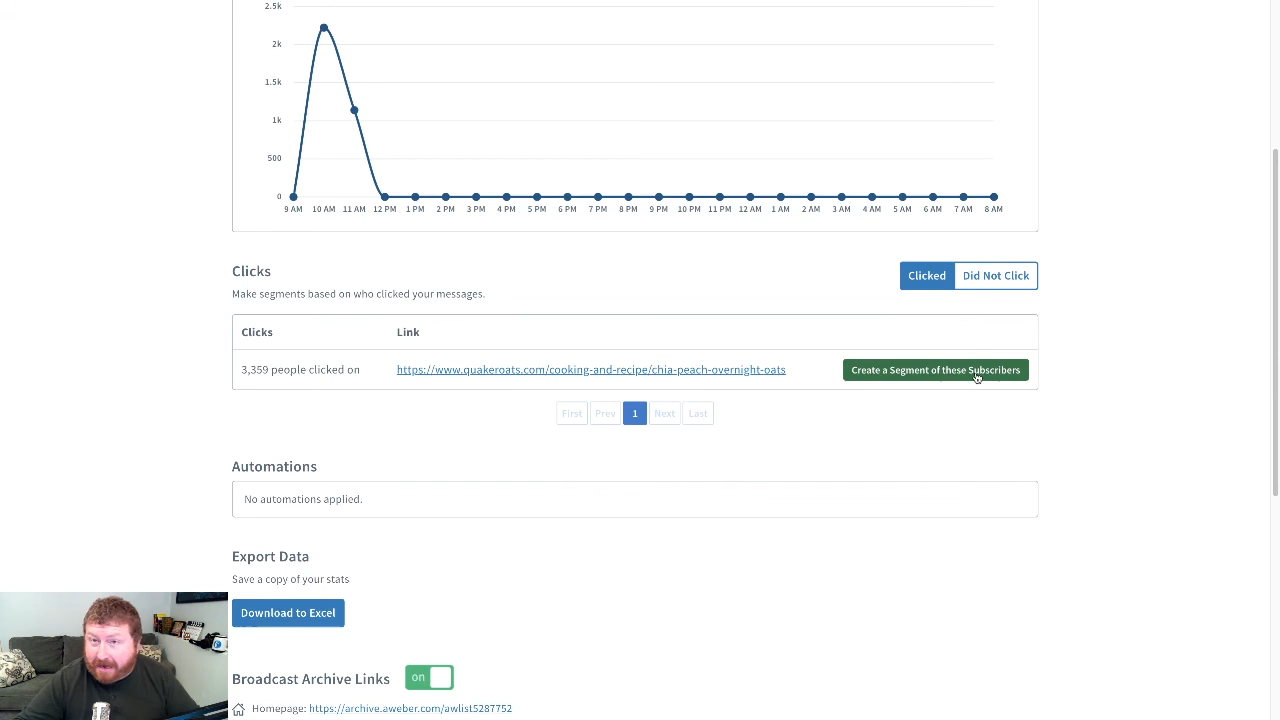 2.5k
2k
1.5k
1k
500
0
9 AM 10 AM 11 AM 12 PM 1 PM 2 PM 3 PM 4 PM 5 PM 6 PM 7 PM 8 PM 9 PM 10 PM 11 PM 12 AM 1 AM 2 AM 3 AM 4 AM 5 AM 6 AM 7 AM 8 AM
Clicks
Clicked Did Not Click
Make segments based on who clicked your messages.
Clicks Link
3,359 people clicked on https://www.quakeroats.com/cooking-and-recipe/chia-peach-overnight-oats Create a Segment of these Subscribers
First Prev 1 Next Last
Automations
No automations applied.
Export Data
Save a copy of your stats
Download to Excel
Broadcast Archive Links on
Homepage: https://archive.aweber.com/awlist5287752